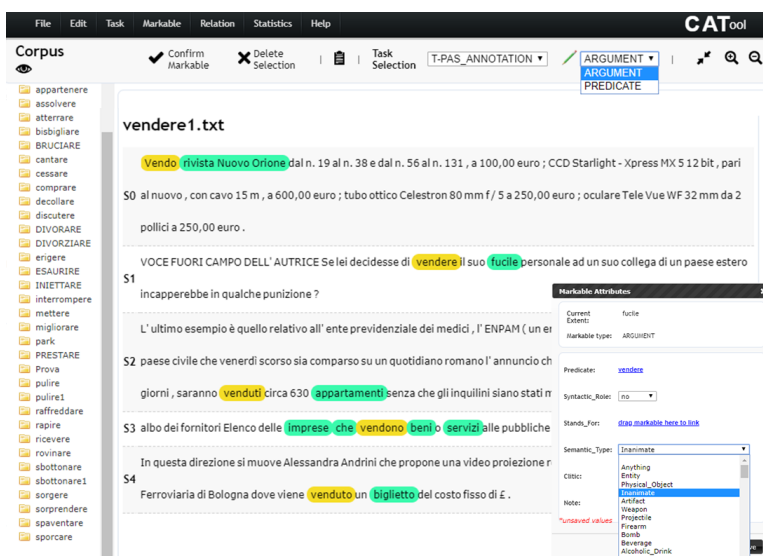 File Edit Task Markable Relation Statistics Help
CATool
Corpus
Confirm Markable
Delete Selection
Task Selection
T-PAS_ANNOTATION
ARGUMENT
ARGUMENT
PREDICATE
appartenere
assolvere
atterrare
bisbigliare
BRUCIARE
cantare
cessare
comprare
decollare
discutere
DIVORARE
DIVORZIARE
erigere
ESAURIRE
INIETTARE
interrompere
mettere
migliorare
park
PRESTARE
Prova
pulire
pulire1
raffreddare
rapire
ricevere
rovinare
sbottonare
sbottonare1
sorgere
sorprendere
spaventare
sporcare
vendere1.txt
Vendo rivista Nuovo Orione dal n. 19 al n. 38 e dal n. 56 al n. 131 , a 100,00 euro ; CCD Starlight - Xpress MX 5 12 bit , pari
S0 al nuovo , con cavo 15 m , a 600,00 euro ; tubo ottico Celestron 80 mm f / 5 a 250,00 euro ; oculare Tele Vue WF 32 mm da 2
pollici a 250,00 euro .
VOCE FUORI CAMPO DELL' AUTRICE Se lei decidesse di vendere il suo fucile personale ad un suo collega di un paese estero
S1
incapperebbe in qualche punizione ?
L' ultimo esempio è quello relativo all' ente previdenziale dei medici , l' ENPAM ( un
S2 paese civile che venerdì scorso sia comparso su un quotidiano romano l' annuncio ch
giorni , saranno venduti circa 630 appartamenti senza che gli inquilini siano stati
S3 albo dei fornitori Elenco delle imprese che vendono beni o servizi alle pubbliche
In questa direzione si muove Alessandra Andrini che propone una video proiezione
S4
Ferroviaria di Bologna dove viene venduto un biglietto del costo fisso di £ .
Markable Attributes
Current Extent: fucile
Markable type: ARGUMENT
Predicate: vendere
Syntactic_Role: no
Stands_For: drag markable here to link
Semantic_Type: Inanimate
Clitic:
Note:
*unsaved values
Anything
Entity
Physical_Object
Inanimate
Artifact
Weapon
Projectile
Firearm
Bomb
Beverage
Alcoholic_Drink